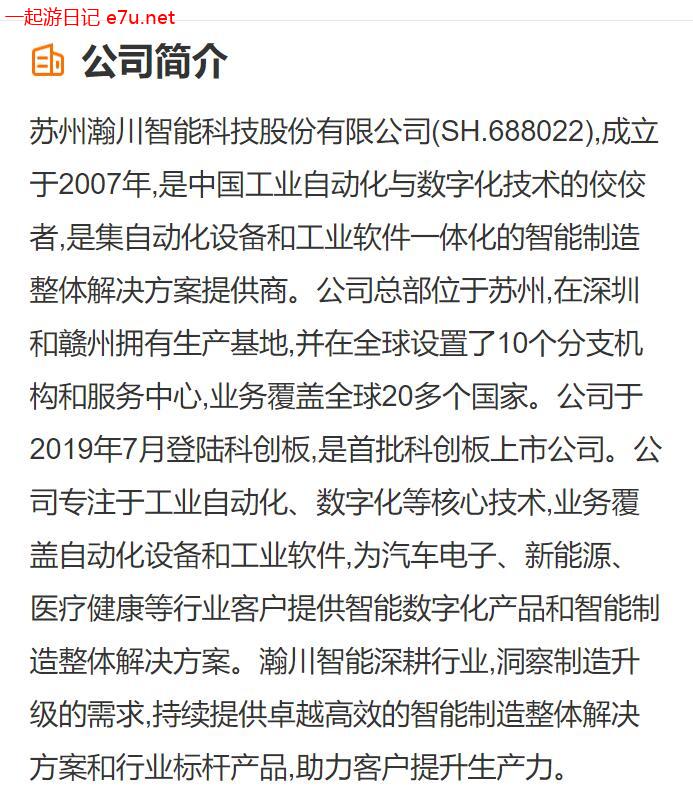 一起游日记 e7u.net
公司简介
苏州瀚川智能科技股份有限公司(SH.688022),成立
于2007年,是中国工业自动化与数字化技术的佼佼
者,是集自动化设备和工业软件一体化的智能制造
整体解决方案提供商。公司总部位于苏州,在深圳
和赣州拥有生产基地,并在全球设置了10个分支机
构和服务中心,业务覆盖全球20多个国家。公司于
2019年7月登陆科创板,是首批科创板上市公司。公
司专注于工业自动化、数字化等核心技术,业务覆
盖自动化设备和工业软件,为汽车电子、新能源、
医疗健康等行业客户提供智能数字化产品和智能制
造整体解决方案。瀚川智能深耕行业,洞察制造升
级的需求,持续提供卓越高效的智能制造整体解决
方案和行业标杆产品,助力客户提升生产力。